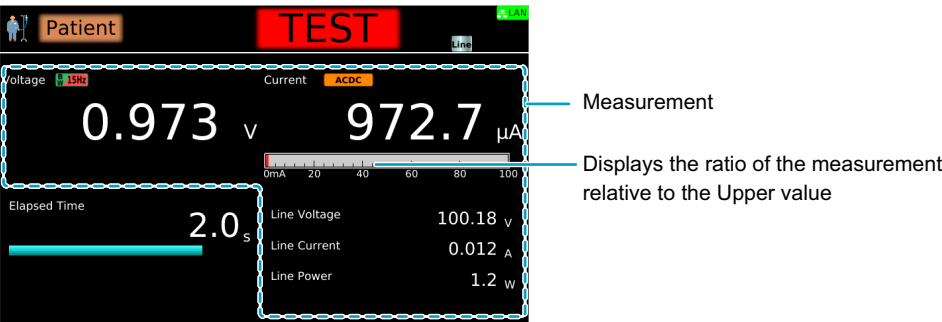 Patient
TEST
LAN
Line
Voltage 15Hz
Current ACDC
0.973 V
972.7 µA
0mA 20 40 60 80 100
Measurement
Displays the ratio of the measurement
relative to the Upper value
Elapsed Time
2.0 s
Line Voltage 100.18 V
Line Current 0.012 A
Line Power 1.2 W